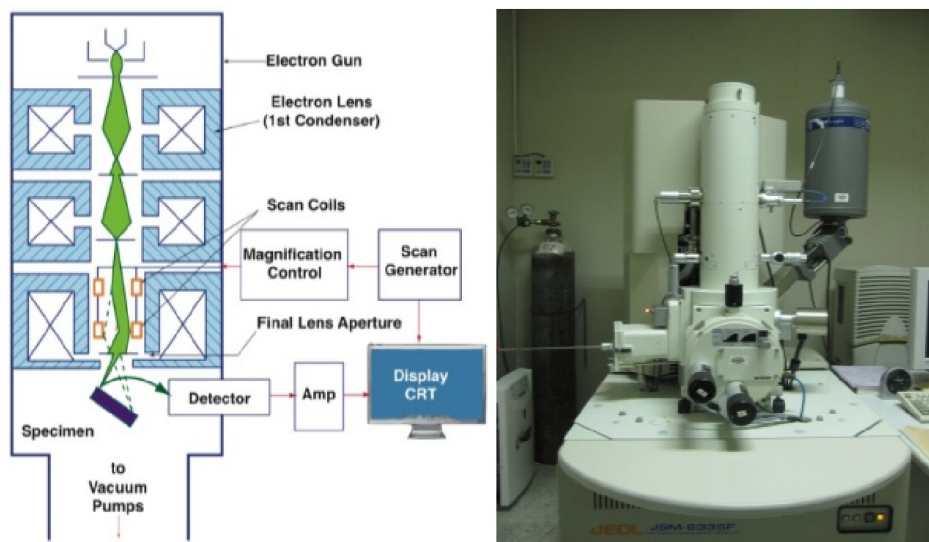 Electron Gun
Electron Lens
(1st Condenser)
Scan Coils
Magnification
Control
Scan
Generator
Final Lens Aperture
Display
CRT
Detector
Amp
Specimen
to
Vacuum
Pumps
JEOL JSM-6335F